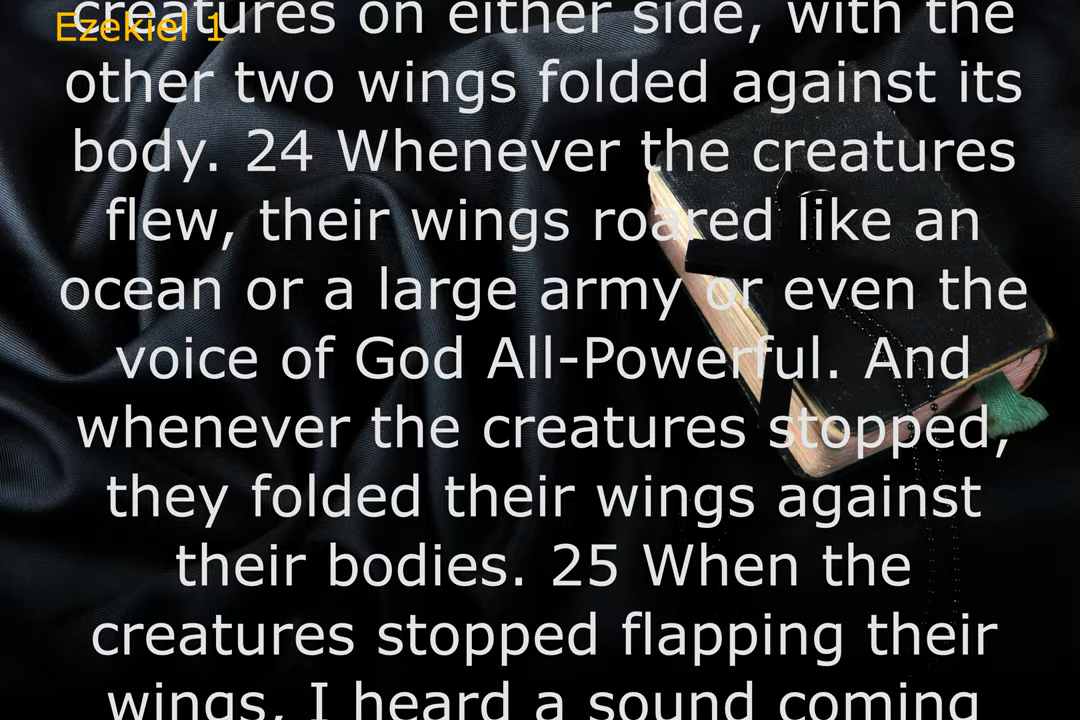 Ezekiel 1
creatures on either side, with the
other two wings folded against its
body. 24 Whenever the creatures
flew, their wings roared like an
ocean or a large army or even the
voice of God All-Powerful. And
whenever the creatures stopped,
they folded their wings against
their bodies. 25 When the
creatures stopped flapping their
wings, I heard a sound coming